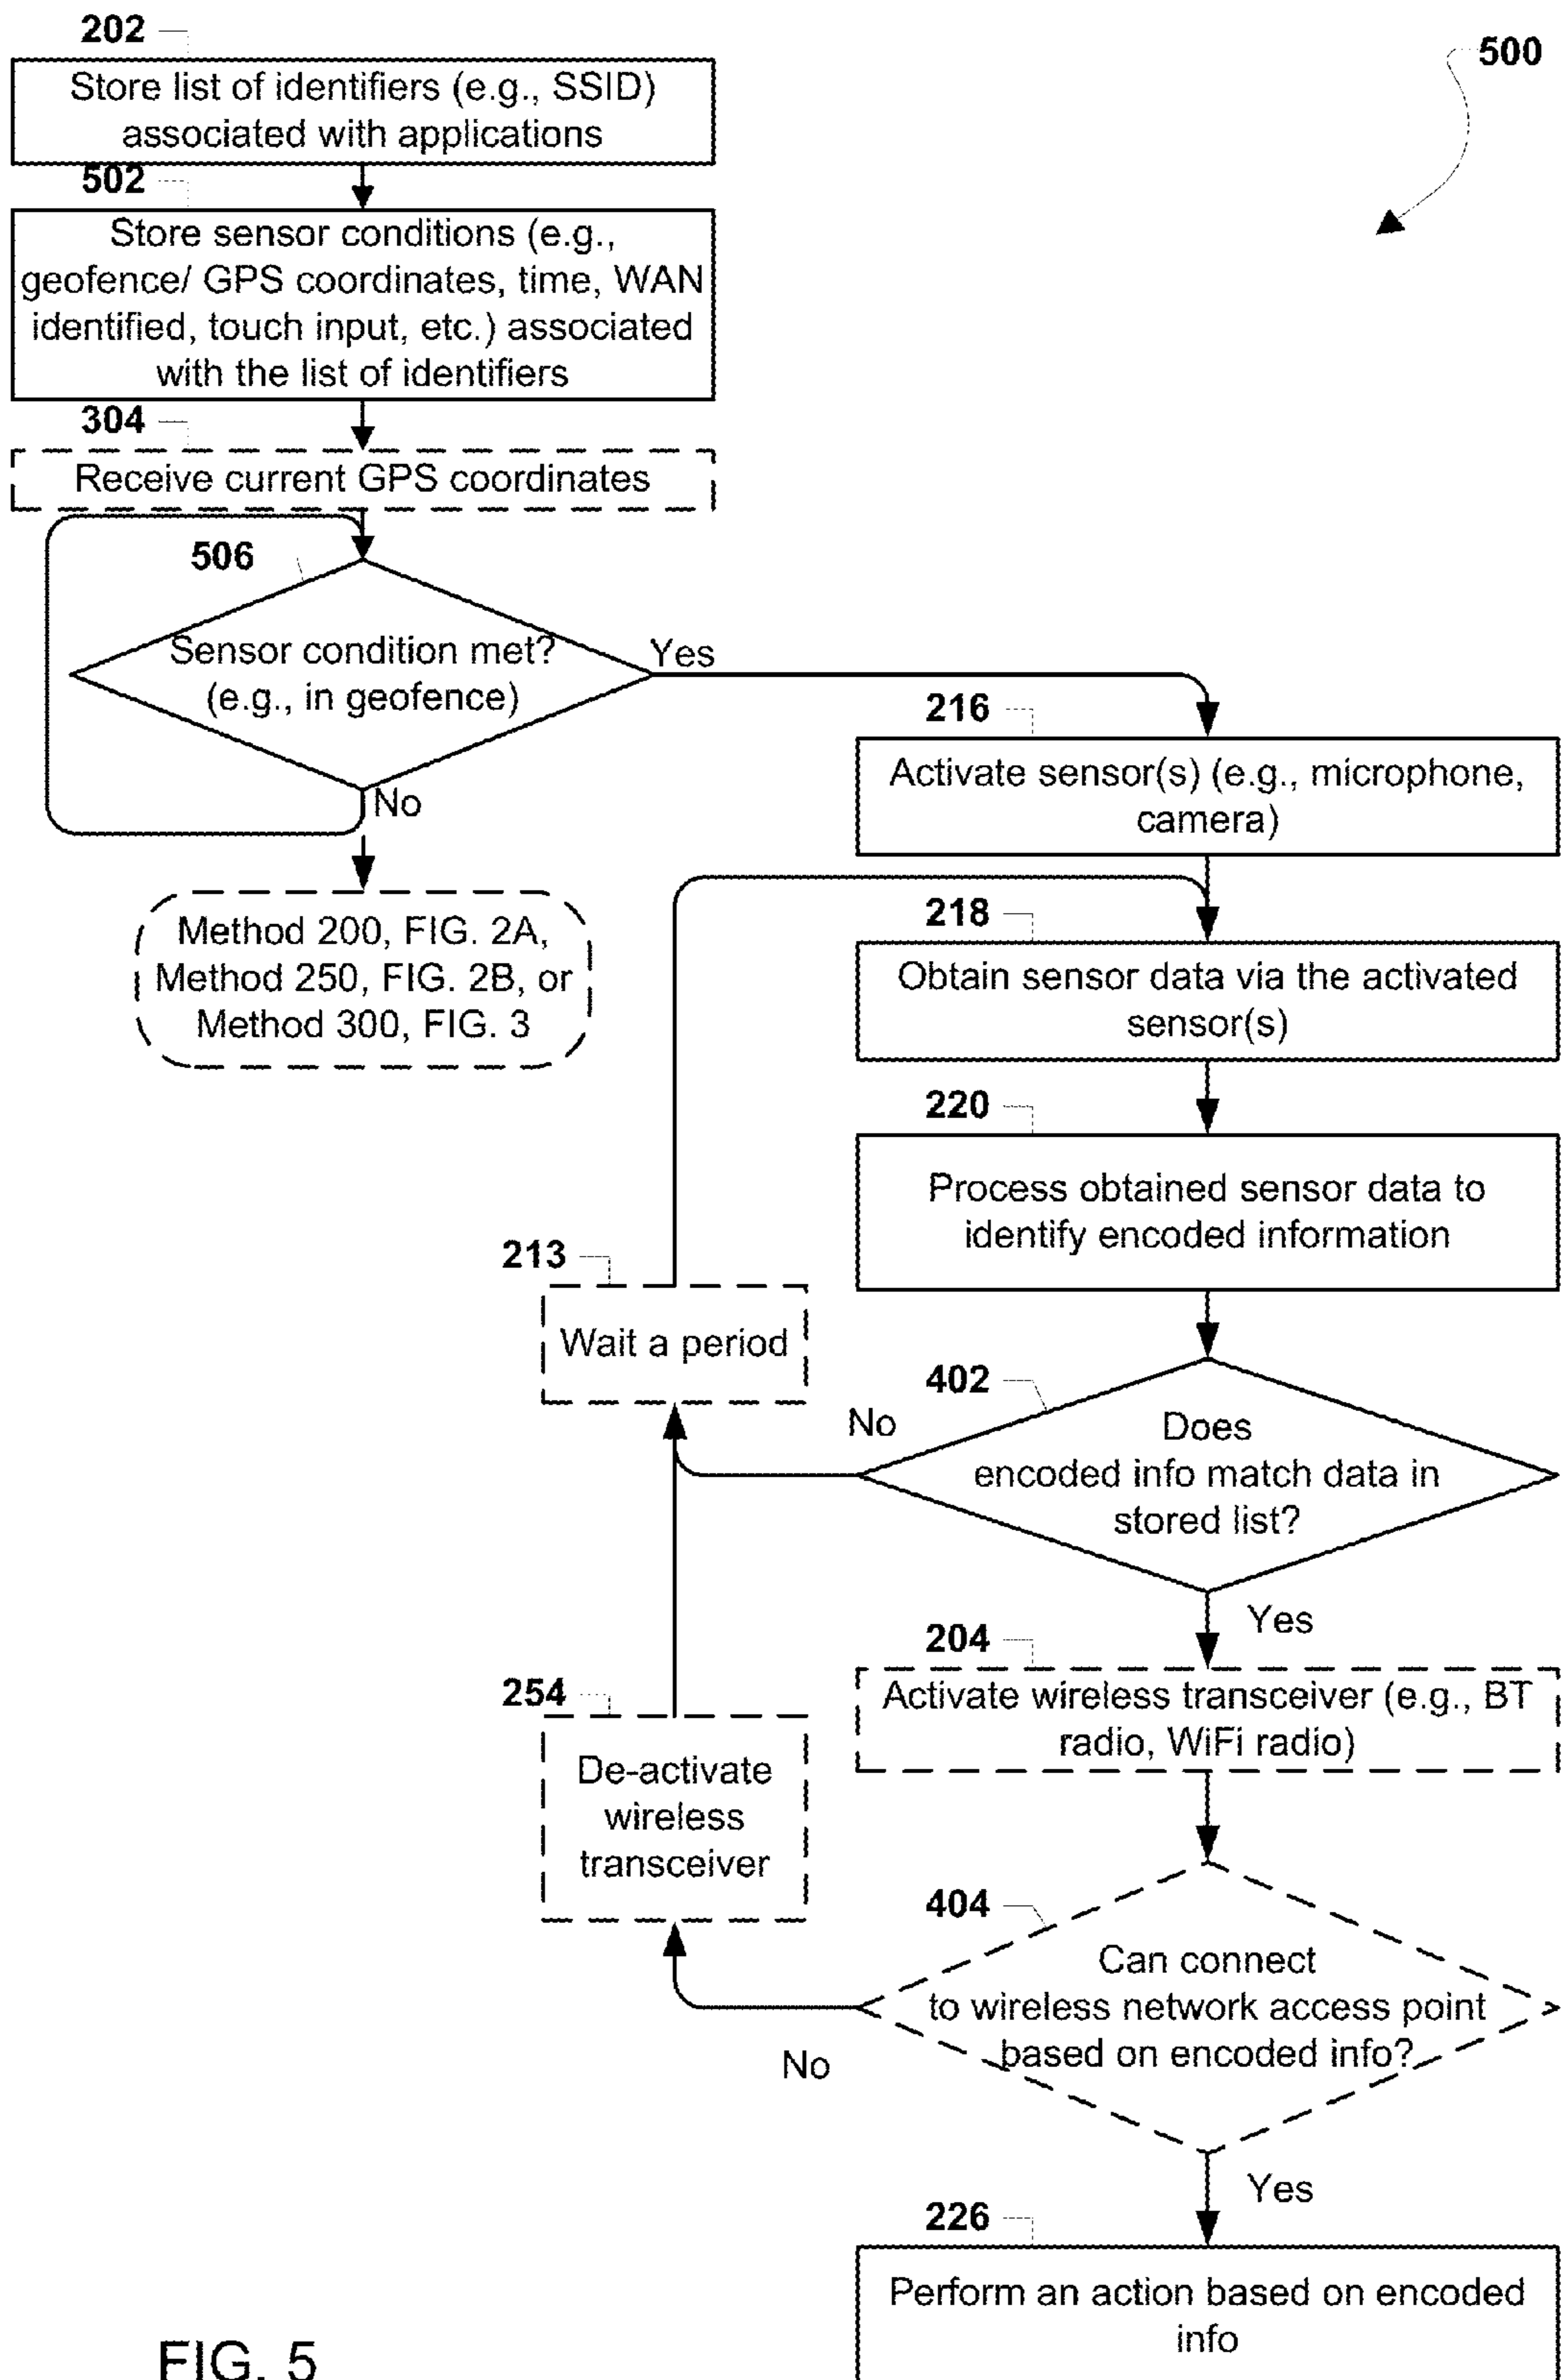 202
500
Store list of identifiers (e.g., SSID)
associated with applications
502
Store sensor conditions (e.g.,
geofence/ GPS coordinates, time, WAN
identified, touch input, etc.) associated
with the list of identifiers
304
Receive current GPS coordinates
506
Sensor condition met?
(e.g., in geofence)
Yes
No
Method 200, FIG. 2A,
Method 250, FIG. 2B, or
Method 300, FIG. 3
216
Activate sensor(s) (e.g., microphone,
camera)
218
Obtain sensor data via the activated
sensor(s)
220
Process obtained sensor data to
identify encoded information
213
Wait a period
402
No
Does
encoded info match data in
stored list?
Yes
204
Activate wireless transceiver (e.g., BT
radio, WiFi radio)
254
De-activate
wireless
transceiver
404
Can connect
to wireless network access point
based on encoded info?
No
Yes
226
Perform an action based on encoded
info
FIG. 5